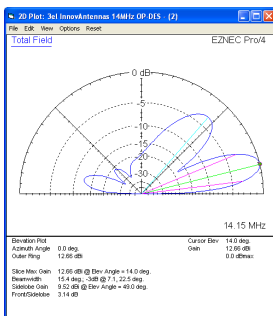 2D Plot: 3el InnovAntennas 14MHz OP-DES - (2)
File Edit View Options Reset
Total Field
EZNEC Pro/4
0 dB
-5
-10
-15
-20
-30
14.15 MHz
Elevation Plot
Azimuth Angle 0.0 deg.
Outer Ring 12.66 dBi
Cursor Elev 14.0 deg.
Gain 12.66 dBi
0.0 dBmax
Slice Max Gain 12.66 dBi @ Elev Angle = 14.0 deg.
Beamwidth 15.4 deg.; -3dB @ 7.1, 22.5 deg.
Sidelobe Gain 9.52 dBi @ Elev Angle = 49.0 deg.
Front/Sidelobe 3.14 dB